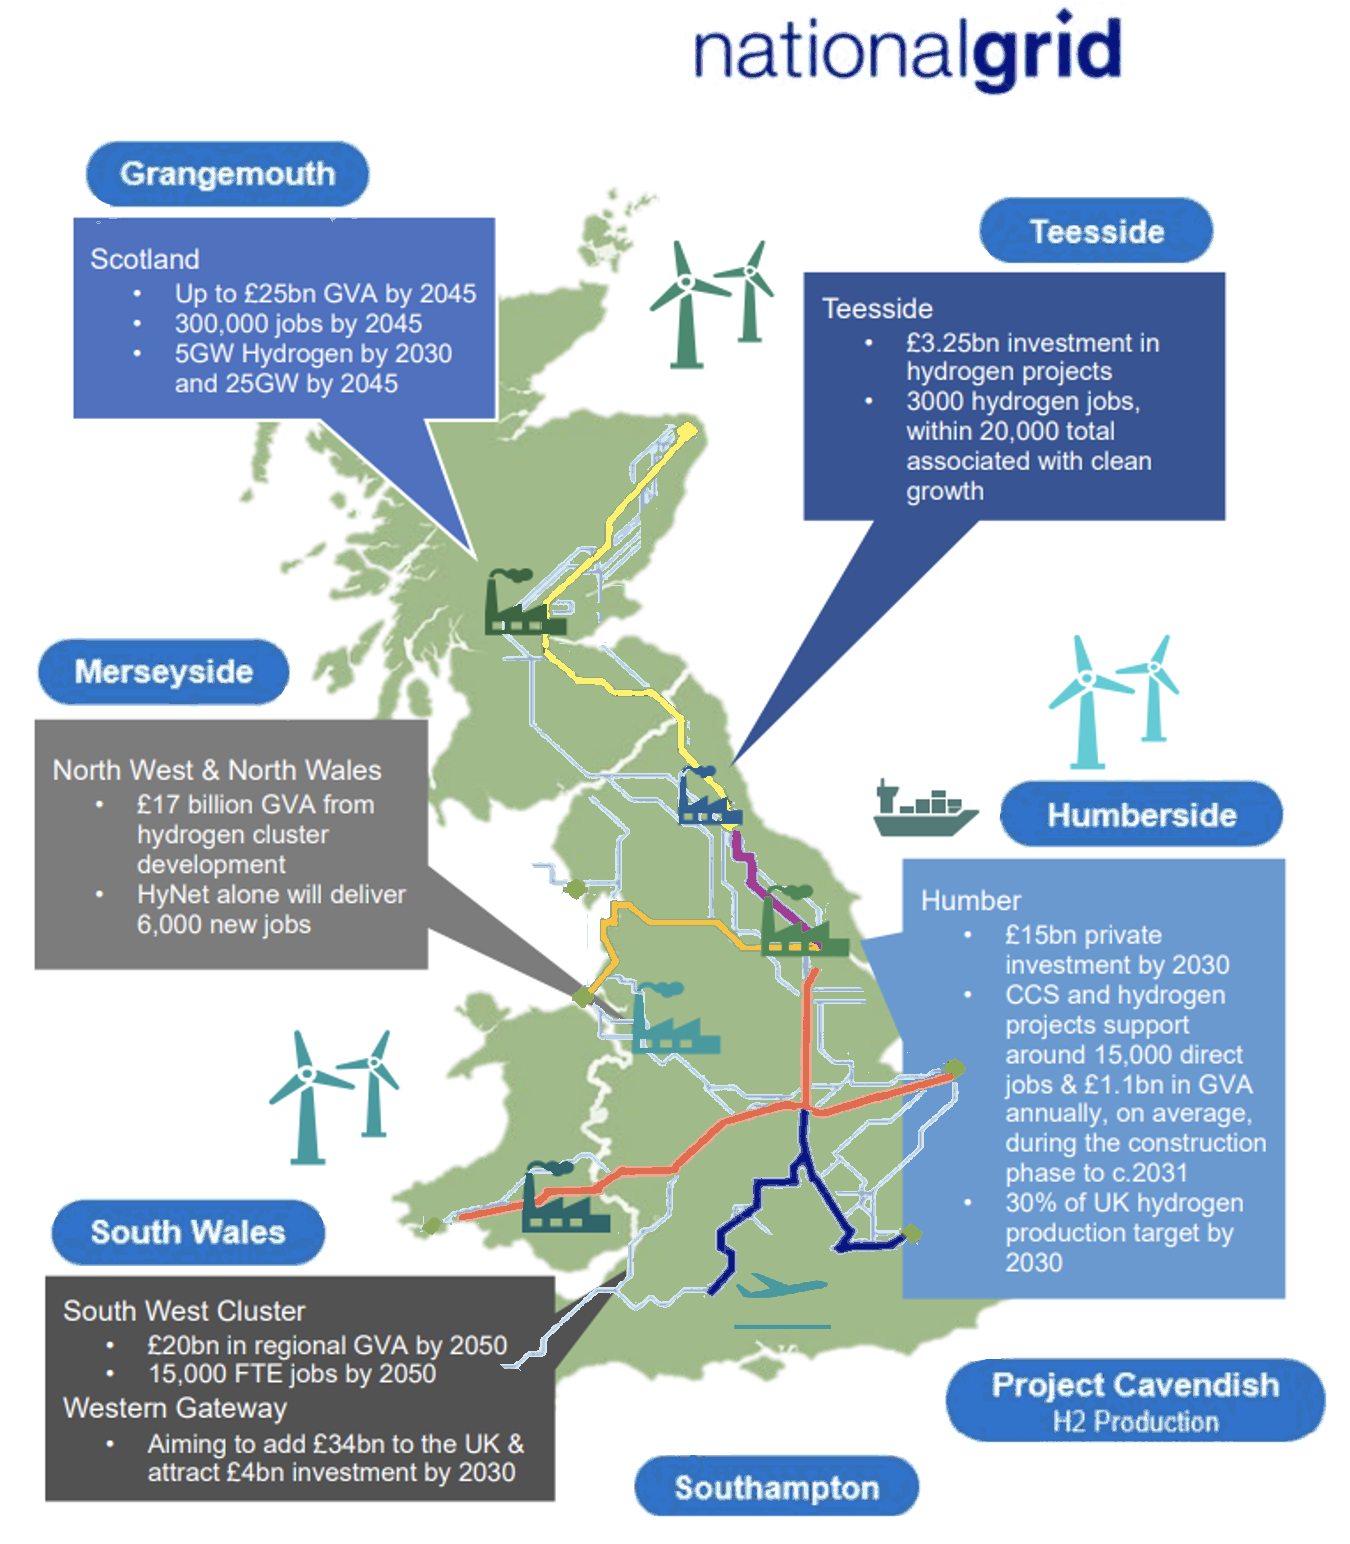 nationalgrid
Grangemouth
Scotland
• Up to £25bn GVA by 2045
• 300,000 jobs by 2045
• 5GW Hydrogen by 2030
and 25GW by 2045
Teesside
Teesside
• £3.25bn investment in
hydrogen projects
• 3000 hydrogen jobs,
within 20,000 total
associated with clean
growth
Merseyside
North West & North Wales
• £17 billion GVA from
hydrogen cluster
development
• HyNet alone will deliver
6,000 new jobs
Humberside
Humber
• £15bn private
investment by 2030
• CCS and hydrogen
projects support
around 15,000 direct
jobs & £1.1bn in GVA
annually, on average,
during the construction
phase to c.2031
• 30% of UK hydrogen
production target by
2030
South Wales
South West Cluster
• £20bn in regional GVA by 2050
• 15,000 FTE jobs by 2050
Western Gateway
• Aiming to add £34bn to the UK &
attract £4bn investment by 2030
Project Cavendish
H2 Production
Southampton